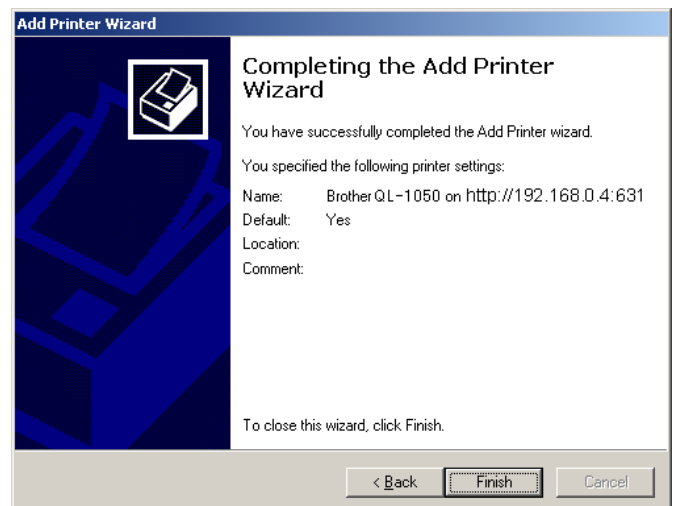 Add Printer Wizard
Completing the Add Printer
Wizard
You have successfully completed the Add Printer wizard.
You specified the following printer settings:
Name: Brother QL-1050 on http://192.168.0.4:631
Default: Yes
Location:
Comment:
To close this wizard, click Finish.
< Back Finish Cancel